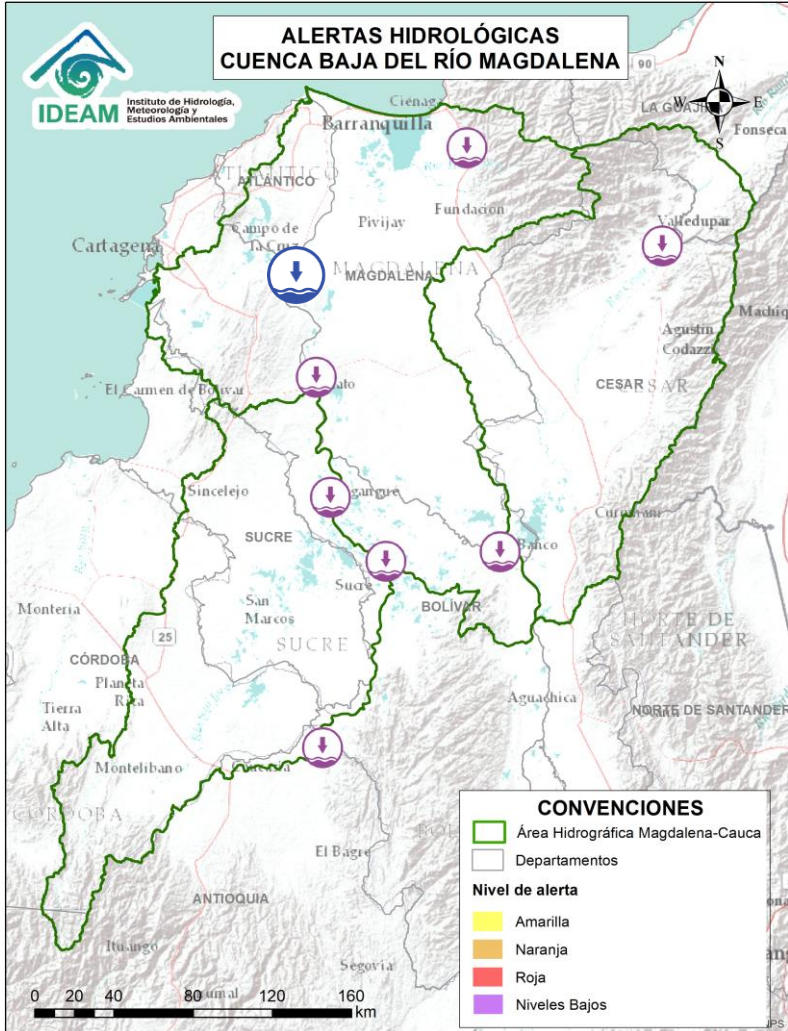 ALERTAS HIDROLÓGICAS
CUENCA BAJA DEL RÍO MAGDALENA
IDEAM
Instituto de Hidrología,
Meteorología y
Estudios Ambientales
N
W
E
S
90
LA GUAJIRA
Fonseca
Ciénaga
Barranquilla
ATLÁNTICO
ATLÁNTICO
Fundación
Pivijay
Valledupar
Campo de
la Cruz
Cartagena
MAGDALENA
MAGDALENA
Agustín
Codazzi
CESAR
CESAR
El Carmen de Bolívar
Sincelejo
SUCRE
Curumaní
Banco
Sucre
BOLÍVAR
San
Marcos
SUCRE
Montería
25
NORTE DE
SANTANDER
CÓRDOBA
Planeta
Rica
Tierra
Alta
Aguachica
NORTE DE SANTANDER
Montelíbano
CÓRDOBA
El Bagre
ANTIOQUIA
Ituango
Segovia
CONVENCIONES
Área Hidrográfica Magdalena-Cauca
Departamentos
Nivel de alerta
Amarilla
Naranja
Roja
Niveles Bajos
0 20 40 80 120 160
km